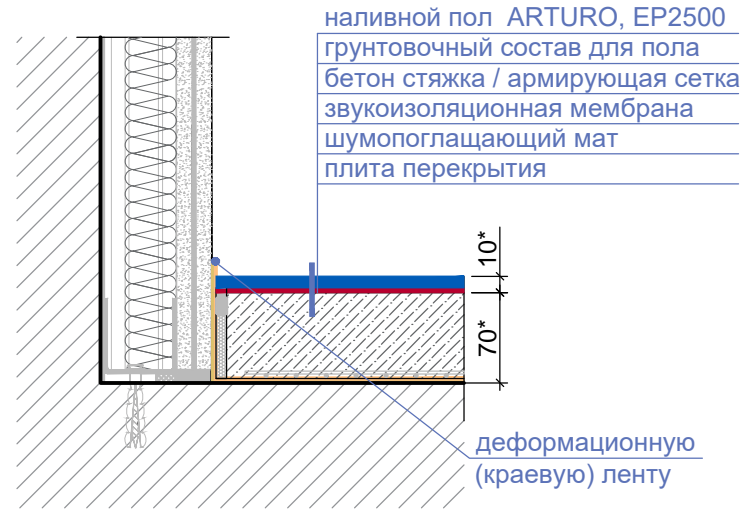 наливной пол ARTURO, EP2500
грунтовочный состав для пола
бетон стяжка / армирующая сетка
звукоизоляционная мембрана
шумопоглащающий мат
плита перекрытия
10*
70*
деформационную
(краевую) ленту